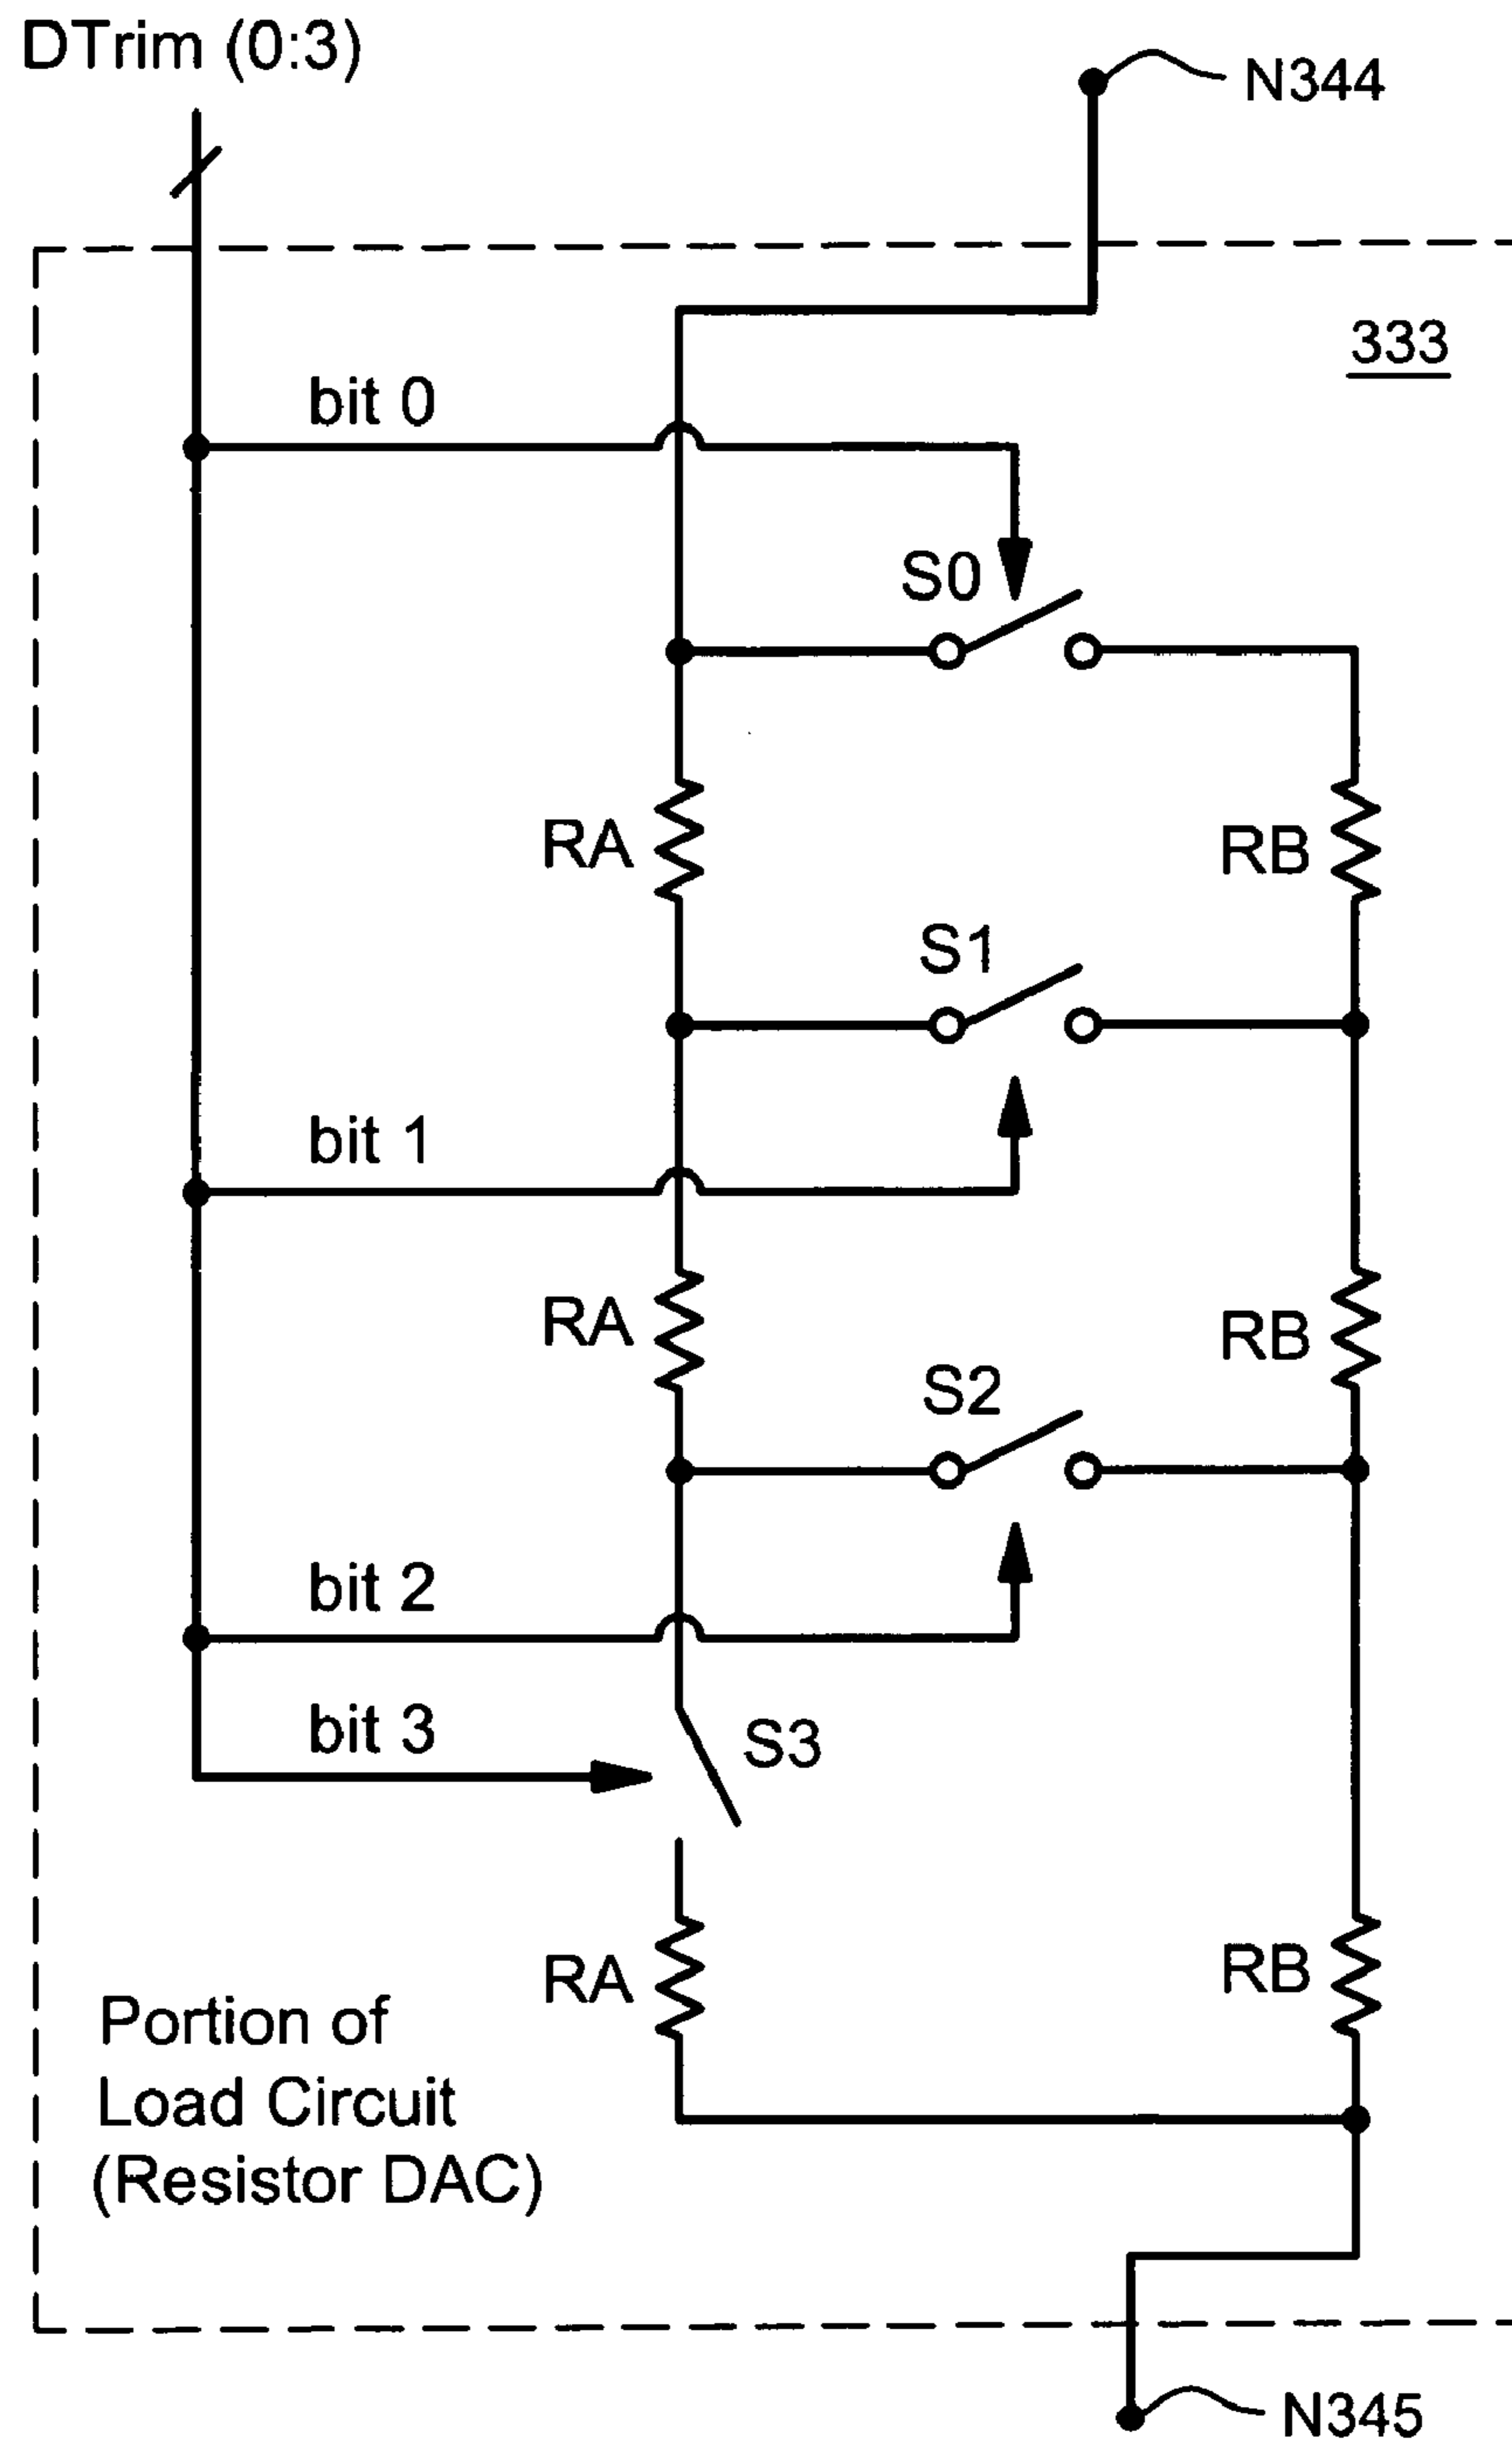 DTrim (0:3)
N344
333
bit 0
S0
RA
RB
S1
bit 1
RA
RB
S2
bit 2
bit 3
S3
RA
RB
Portion of
Load Circuit
(Resistor DAC)
N345